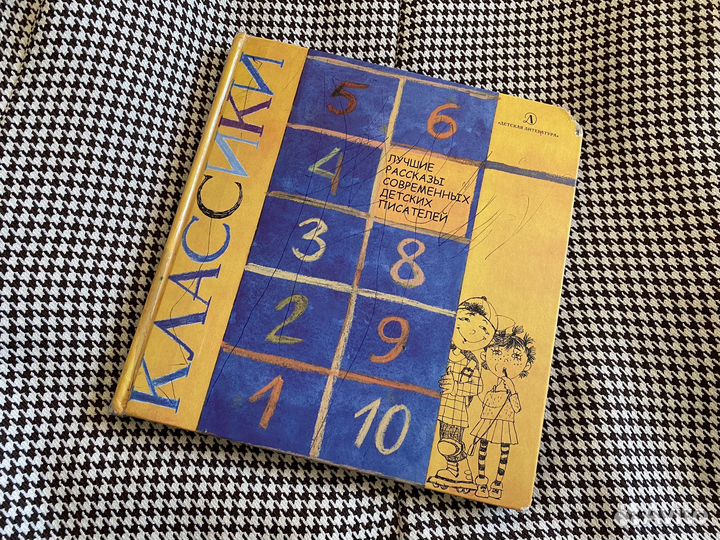 КЛАССИКИ
«ДЕТСКАЯ ЛИТЕРАТУРА»
5
6
4
ЛУЧШИЕ
РАССКАЗЫ
СОВРЕМЕННЫХ
ДЕТСКИХ
ПИСАТЕЛЕЙ
3
8
2
9
1
10